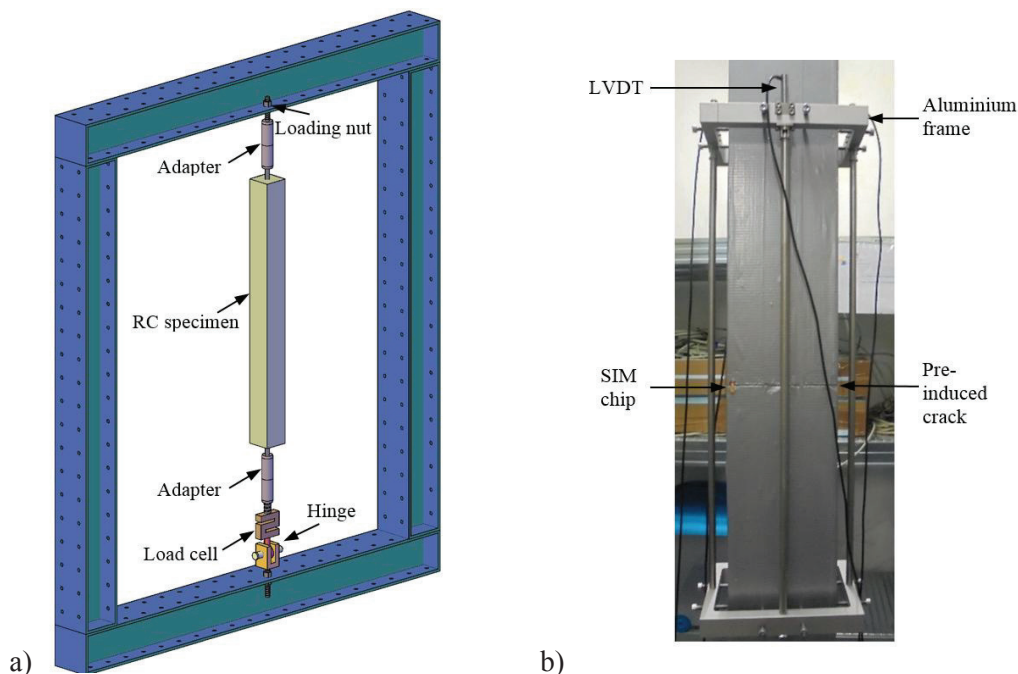 Loading nut
Adapter
RC specimen
Adapter
Hinge
Load cell
a)
LVDT
Aluminium
frame
SIM
chip
Pre-
induced
crack
b)